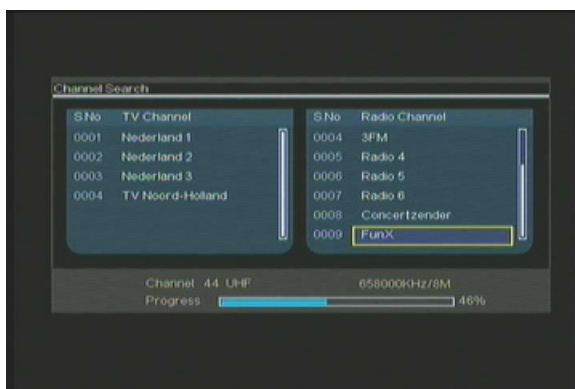 Channel Search
S.No TV Channel
0001 Nederland 1
0002 Nederland 2
0003 Nederland 3
0004 TV Noord-Holland
S.No Radio Channel
0004 3FM
0005 Radio 4
0006 Radio 5
0007 Radio 6
0008 Concertzender
0009 FunX
Channel 44 UHF 658000KHz/8M
Progress 46%